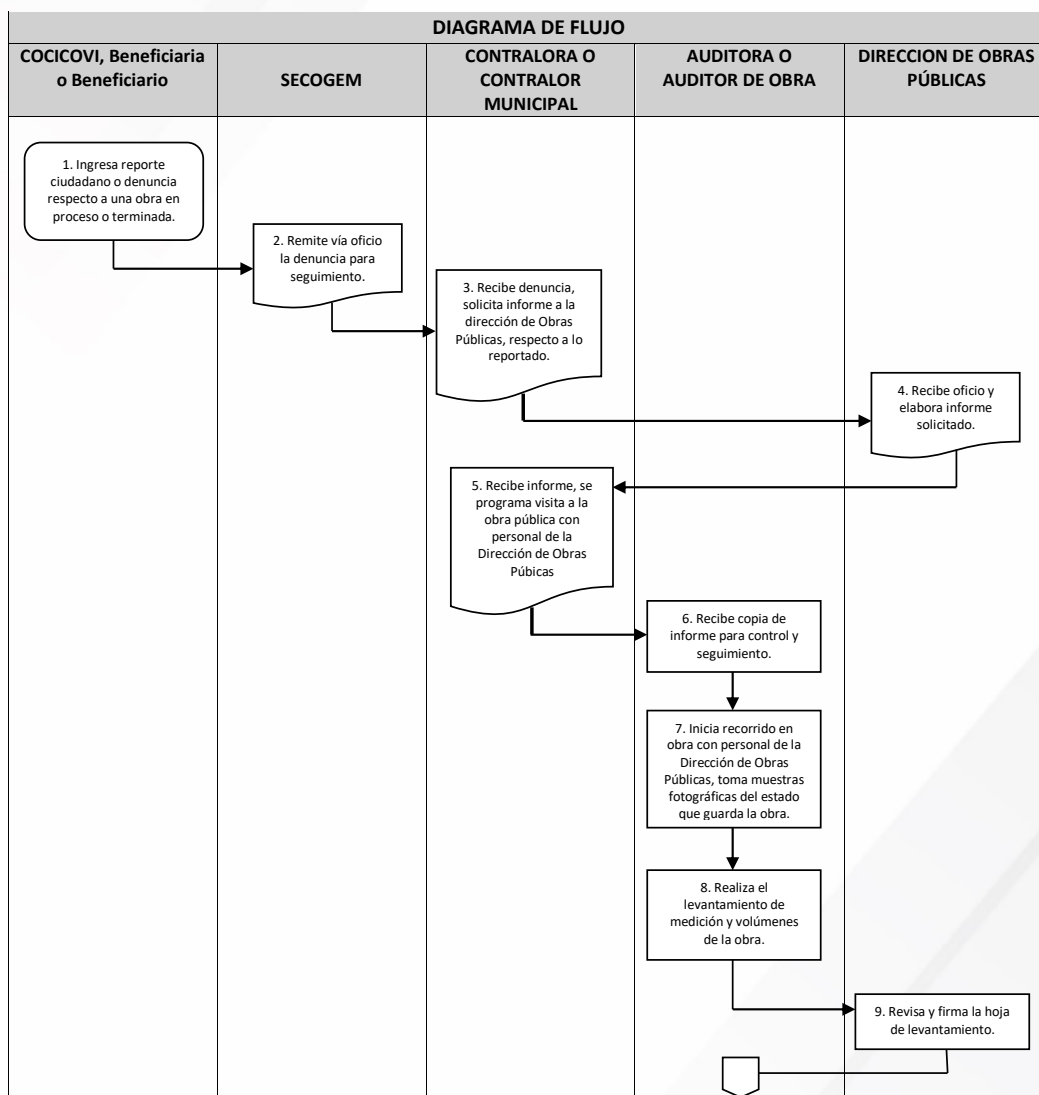 DIAGRAMA DE FLUJO
COCICOVI, Beneficiaria
o Beneficiario
SECOGEM
CONTRALORA O
CONTRALOR
MUNICIPAL
AUDITORA O
AUDITOR DE OBRA
DIRECCION DE OBRAS
PÚBLICAS
1. Ingresa reporte
ciudadano o denuncia
respecto a una obra en
proceso o terminada.
2. Remite vía oficio
la denuncia para
seguimiento.
3. Recibe denuncia,
solicita informe a la
dirección de Obras
Públicas, respecto a lo
reportado.
4. Recibe oficio y
elabora informe
solicitado.
5. Recibe informe, se
programa visita a la
obra pública con
personal de la
Dirección de Obras
Púbicas
6. Recibe copia de
informe para control y
seguimiento.
7. Inicia recorrido en
obra con personal de la
Dirección de Obras
Públicas, toma muestras
fotográficas del estado
que guarda la obra.
8. Realiza el
levantamiento de
medición y volúmenes
de la obra.
9. Revisa y firma la hoja
de levantamiento.